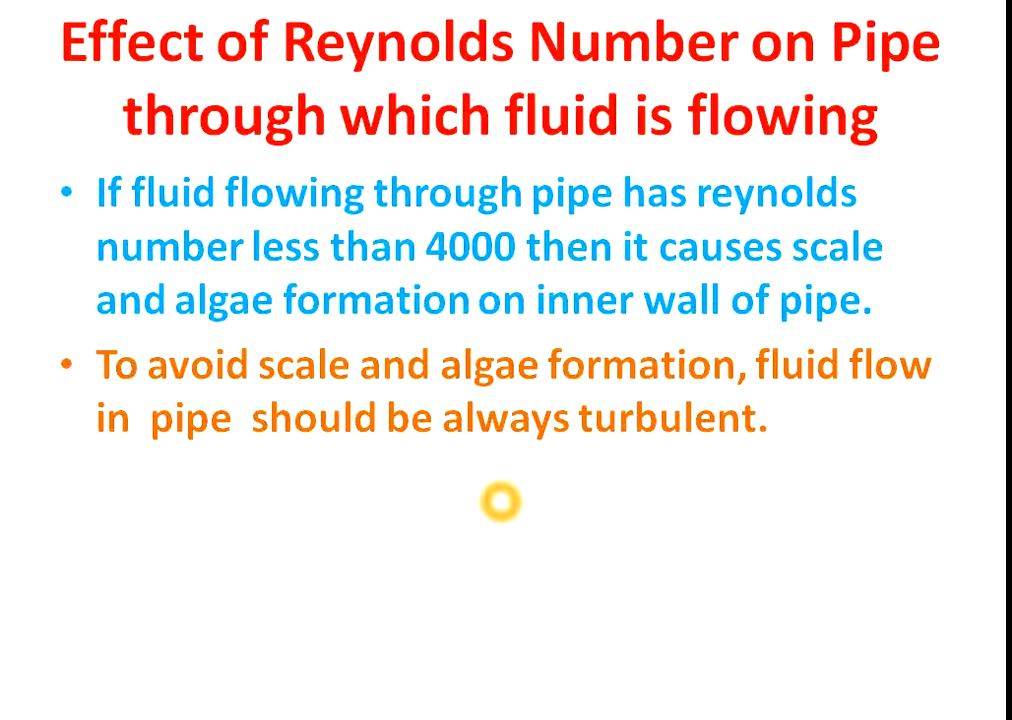 Effect of Reynolds Number on Pipe
through which fluid is flowing
• If fluid flowing through pipe has reynolds
number less than 4000 then it causes scale
and algae formation on inner wall of pipe.
• To avoid scale and algae formation, fluid flow
in pipe should be always turbulent.